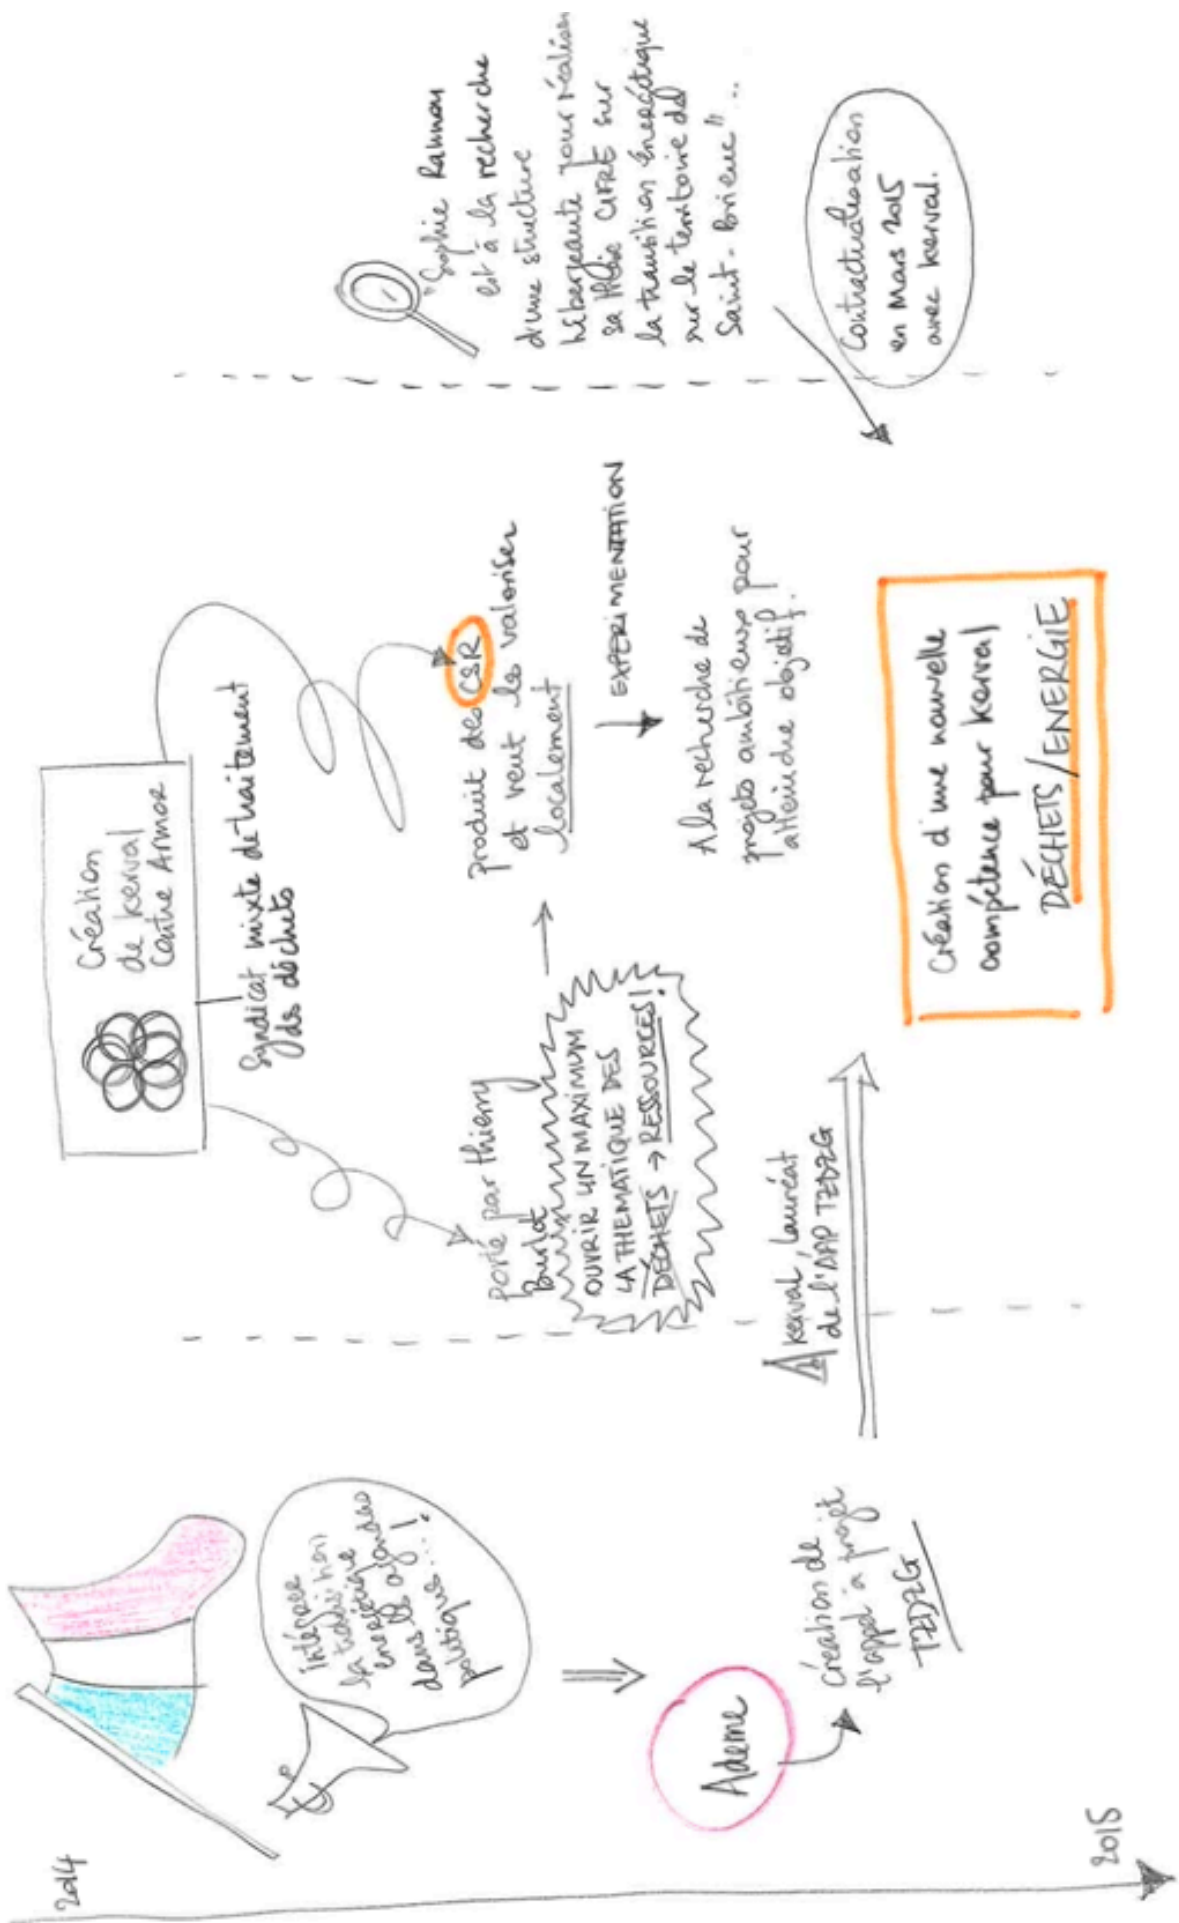 2014
Intégrer
la transition
énergétique
dans les agendas
politiques...!
Ademe
Création de
l'appel à projet
TZDZG
2015
Création
de kerval
Centre Armor
Syndicat mixte de traitement
des déchets
porté par thierry
Burlot
OUVRIR UN MAXIMUM
LA THÉMATIQUE DES
DÉCHETS → RESSOURCES!
produit des CSR
et veut les valoriser
localement
EXPERIMENTATION
A la recherche de
projets ambitieux pour
atteindre objectif.
kerval, lauréat
de l'AAP TZDZG
Création d'une nouvelle
compétence pour kerval
DÉCHETS / ENERGIE
"Sophie
est à la recherche
d'une structure
hébergeante pour réaliser
sa thèse CIFRE sur
la transition énergétique
sur le territoire de
Saint-Brieuc"...
Contractualisation
en Mars 2015
avec kerval.